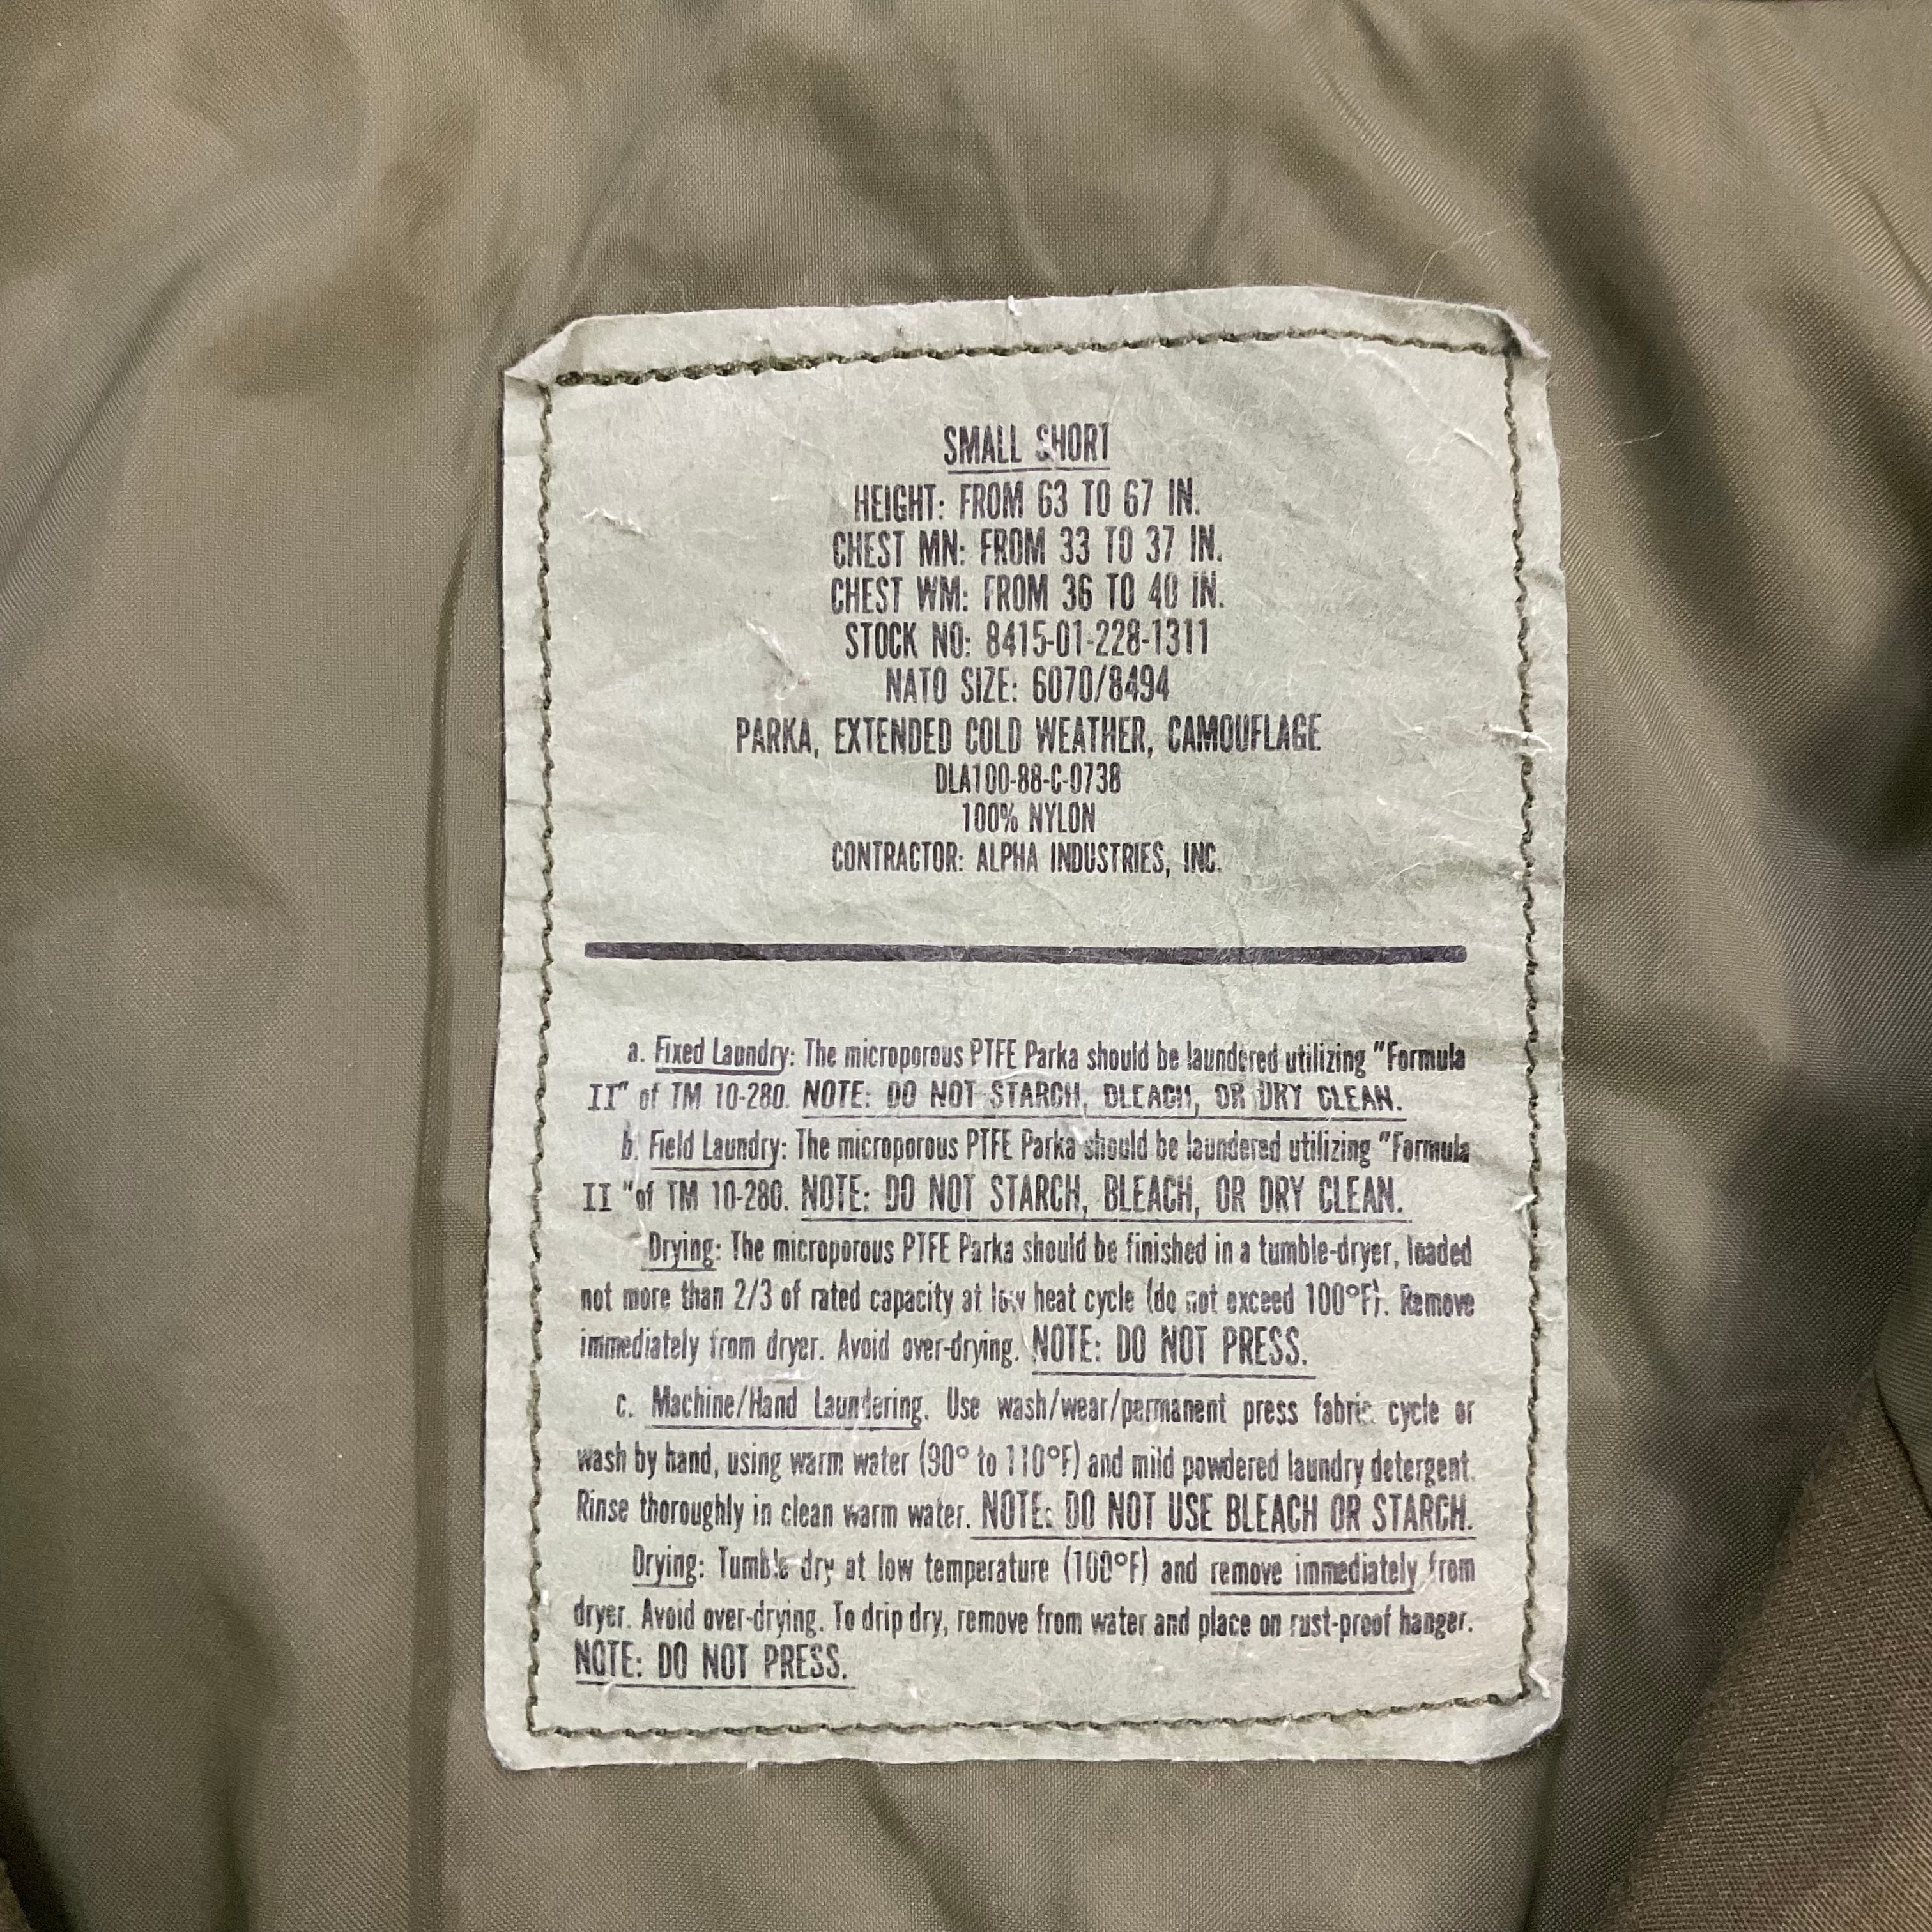 SMALL SHORT
HEIGHT: FROM 63 TO 67 IN.
CHEST MN: FROM 33 TO 37 IN.
CHEST WM: FROM 36 TO 40 IN.
STOCK NO: 8415-01-228-1311
NATO SIZE: 6070/8494
PARKA, EXTENDED COLD WEATHER, CAMOUFLAGE
DLA100-88-C-0738
100% NYLON
CONTRACTOR: ALPHA INDUSTRIES, INC.
a. Fixed Laundry: The microporous PTFE Parka should be laundered utilizing "Formula
II" of TM 10-280. NOTE: DO NOT STARCH, BLEACH, OR DRY CLEAN.
b. Field Laundry: The microporous PTFE Parka should be laundered utilizing "Formula
II "of TM 10-280. NOTE: DO NOT STARCH, BLEACH, OR DRY CLEAN.
Drying: The microporous PTFE Parka should be finished in a tumble-dryer, loaded
not more than 2/3 of rated capacity at low heat cycle (do not exceed 100°F). Remove
immediately from dryer. Avoid over-drying. NOTE: DO NOT PRESS.
c. Machine/Hand Laundering. Use wash/wear/permanent press fabric cycle or
wash by hand, using warm water (90° to 110°F) and mild powdered laundry detergent.
Rinse thoroughly in clean warm water. NOTE: DO NOT USE BLEACH OR STARCH.
Drying: Tumble dry at low temperature (100°F) and remove immediately from
dryer. Avoid over-drying. To drip dry, remove from water and place on rust-proof hanger.
NOTE: DO NOT PRESS.